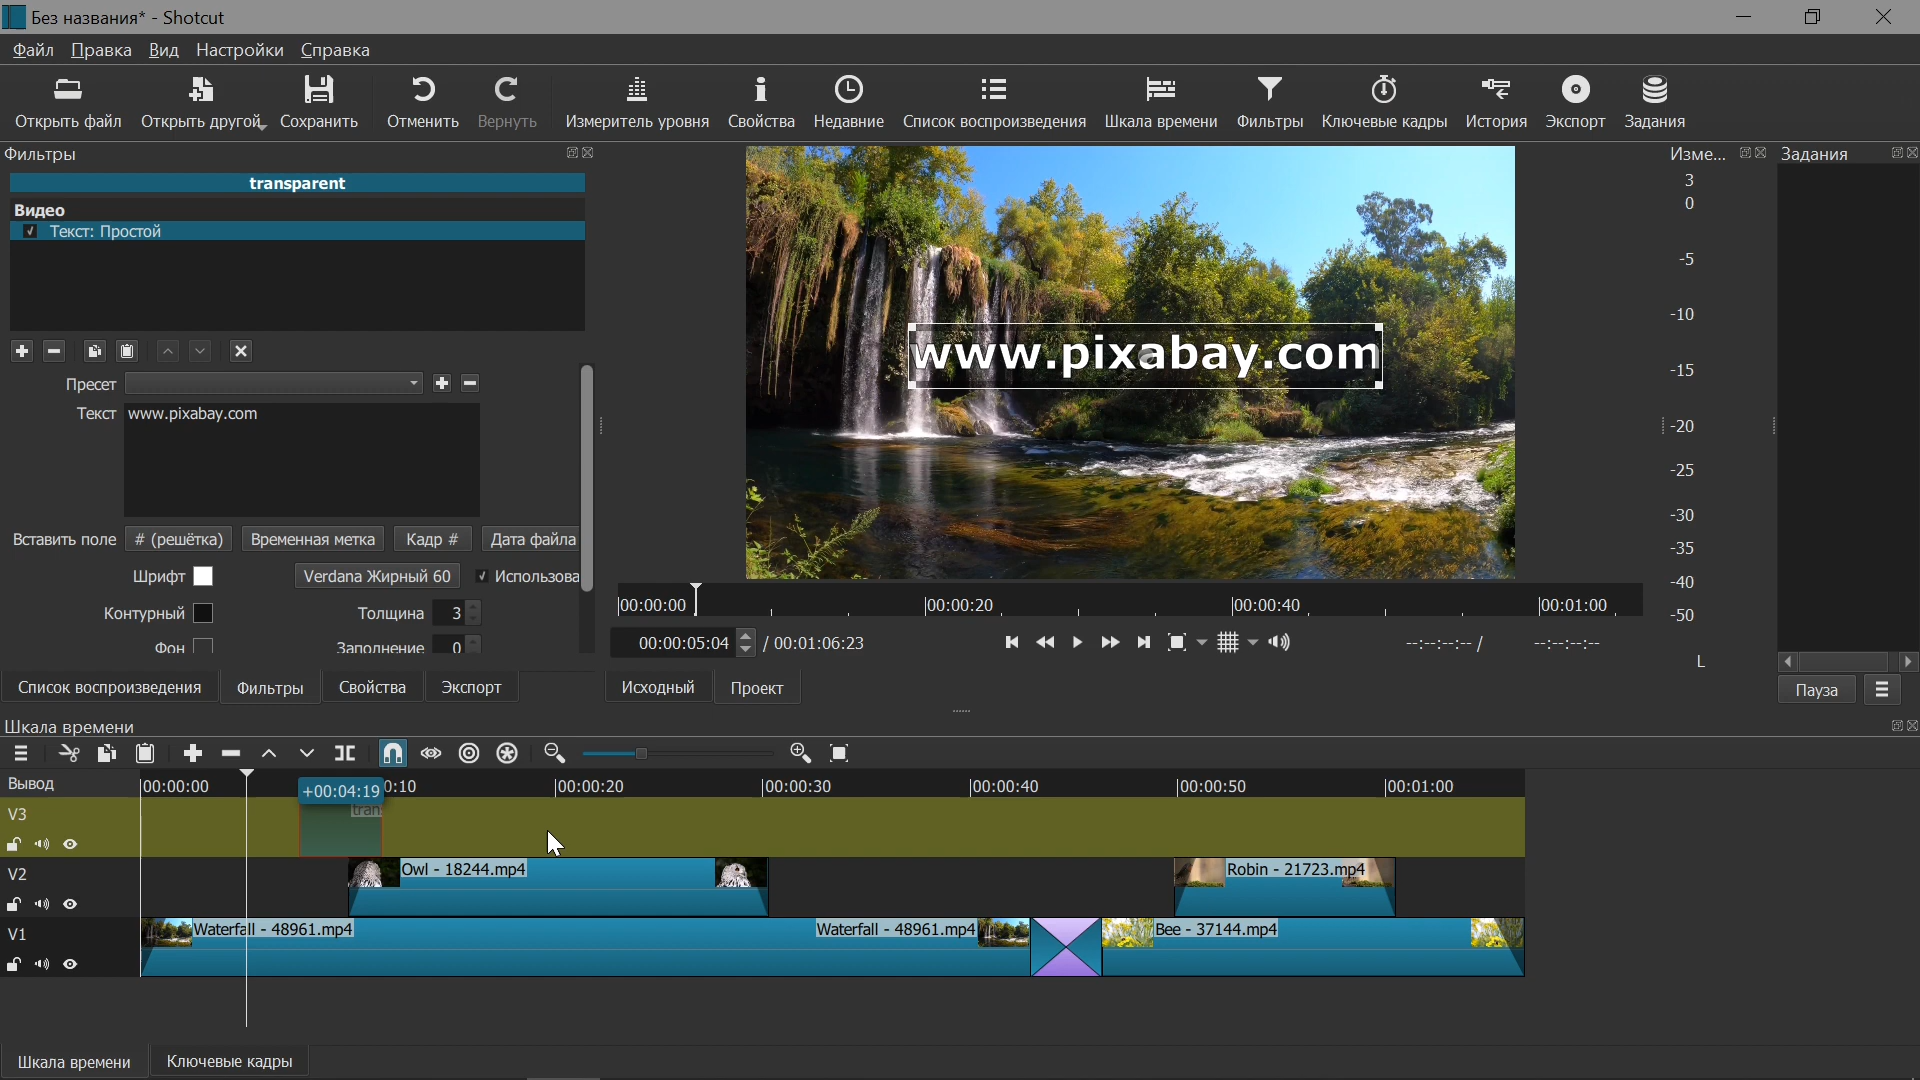 Без названия* - Shotcut
Файл Правка Вид Настройки Справка
Открыть файл Открыть другой Сохранить Отменить Вернуть Измеритель уровня Свойства Недавние Список воспроизведения Шкала времени Фильтры Ключевые кадры История Экспорт Задания
Фильтры
transparent
Видео
Текст: Простой
Пресет
Текст www.pixabay.com
Вставить поле # (решётка) Временная метка Кадр # Дата файла
Шрифт Verdana Жирный 60 Использова
Контурный Толщина 3
Фон Заполнение 0
Список воспроизведения Фильтры Свойства Экспорт
www.pixabay.com
00:00:00 00:00:20 00:00:40 00:01:00
00:00:05:04 / 00:01:06:23 --:--:--:-- / --:--:--:--
Исходный Проект
Изме...
3
0
-5
-10
-15
-20
-25
-30
-35
-40
-50
L
Задания
Пауза
Шкала времени
Вывод 00:00:00 +00:04:19 0:10 00:00:20 00:00:30 00:00:40 00:00:50 00:01:00
V3 tran
V2 Owl - 18244.mp4 Robin - 21723.mp4
V1 Waterfall - 48961.mp4 Waterfall - 48961.mp4 Bee - 37144.mp4
Шкала времени Ключевые кадры